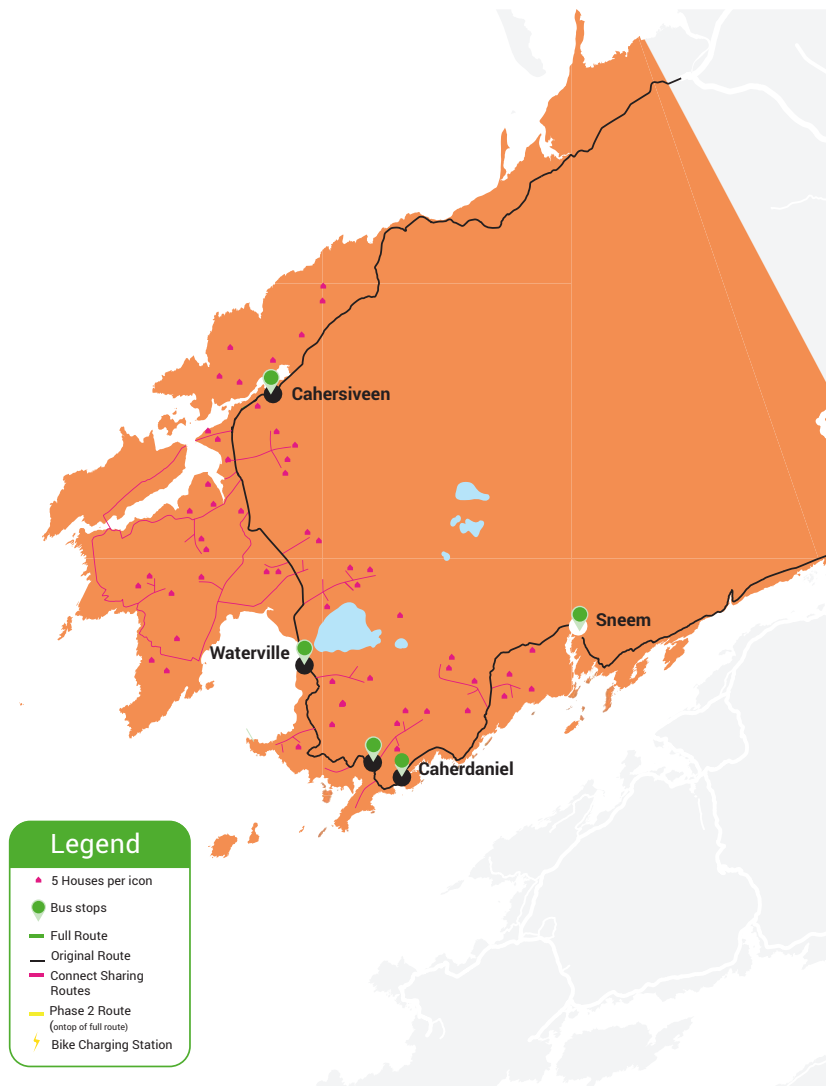 Cahersiveen
Sneem
Waterville
Caherdaniel
Legend
5 Houses per icon
Bus stops
Full Route
Original Route
Connect Sharing
Routes
Phase 2 Route
(ontop of full route)
Bike Charging Station